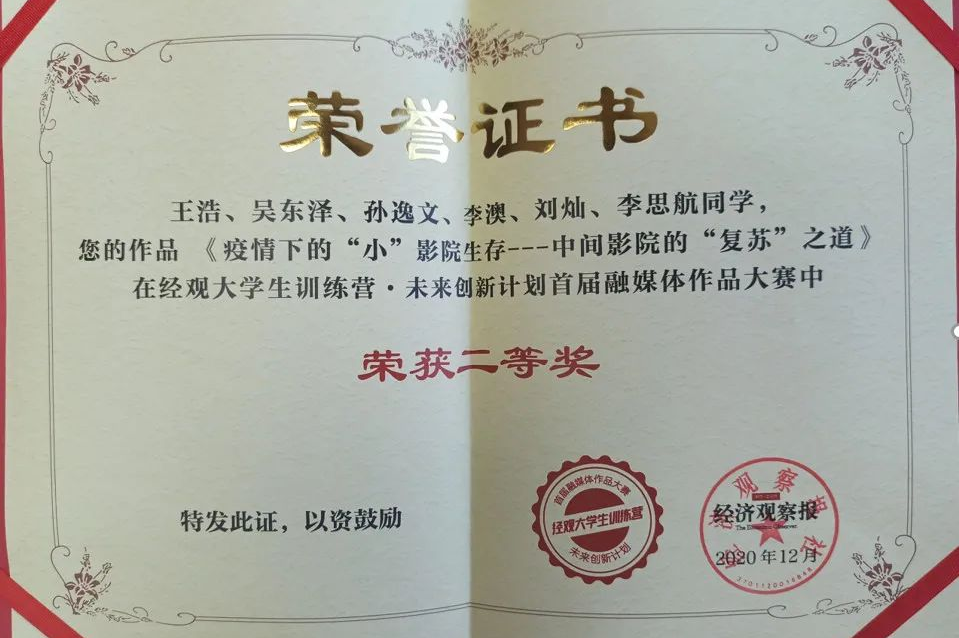 荣誉证书
王浩、吴东泽、孙逸文、李澳、刘灿、李思航同学，
您的作品《疫情下的“小”影院生存---中间影院的“复苏”之道》
在经观大学生训练营·未来创新计划首届融媒体作品大赛中
荣获二等奖
特发此证，以资鼓励
首届融媒体作品大赛
经观大学生训练营
未来创新计划
经济观察报
The Economic Observer
2020年12月